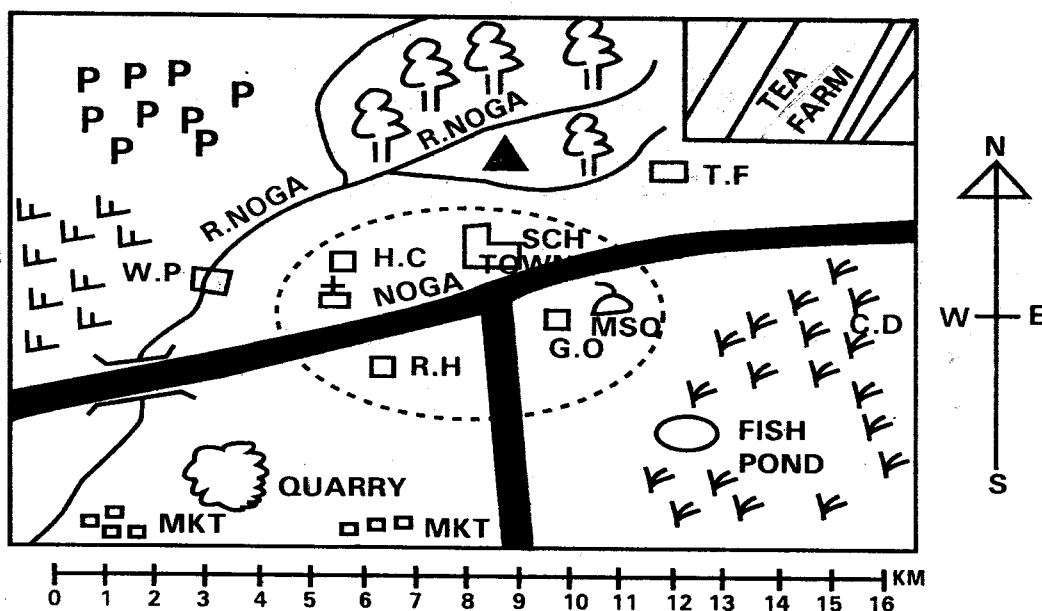 P P P P
P P P
P P
TEA
FARM
R.NOGA
T.F
N
R.NOGA
F F
F F
F
F
F
F
W.P
H.C
SCH
TOWN
NOGA
MSQ
G.O
C.D
W E
R.H
FISH
POND
QUARRY
MKT
MKT
S
KM
0 1 2 3 4 5 6 7 8 9 10 11 12 13 14 15 16